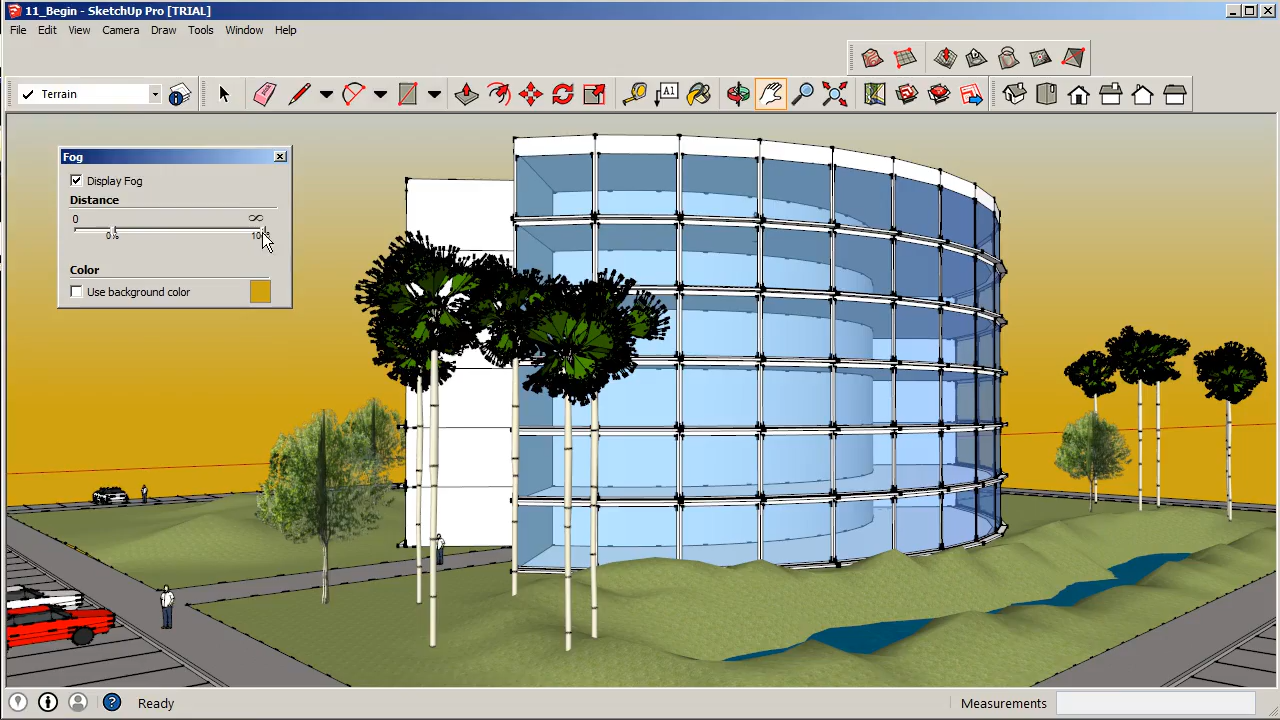 11_Begin - SketchUp Pro [TRIAL]
File Edit View Camera Draw Tools Window Help
Terrain
A1
Fog
Display Fog
Distance
0 ∞
0%
Color
Use background color
Ready
Measurements